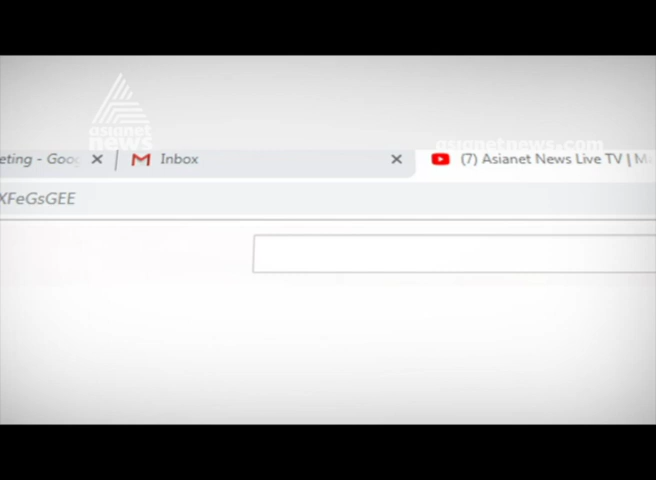 asianet
news
asianetnews.com
eting - Goog
Inbox
(7) Asianet News Live TV | M
XFeGsGEE